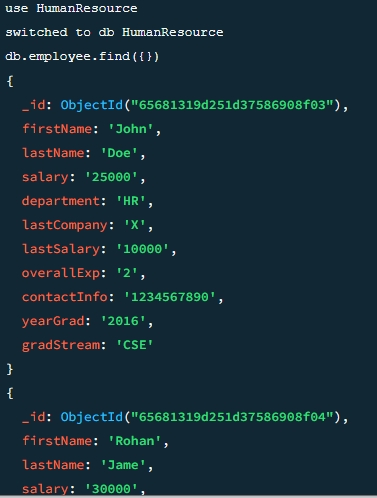 use HumanResource
switched to db HumanResource
db.employee.find({})
{
  _id: ObjectId("65681319d251d37586908f03"),
  firstName: 'John',
  lastName: 'Doe',
  salary: '25000',
  department: 'HR',
  lastCompany: 'X',
  lastSalary: '10000',
  overallExp: '2',
  contactInfo: '1234567890',
  yearGrad: '2016',
  gradStream: 'CSE'
}
{
  _id: ObjectId("65681319d251d37586908f04"),
  firstName: 'Rohan',
  lastName: 'Jame',
  salary: '30000',